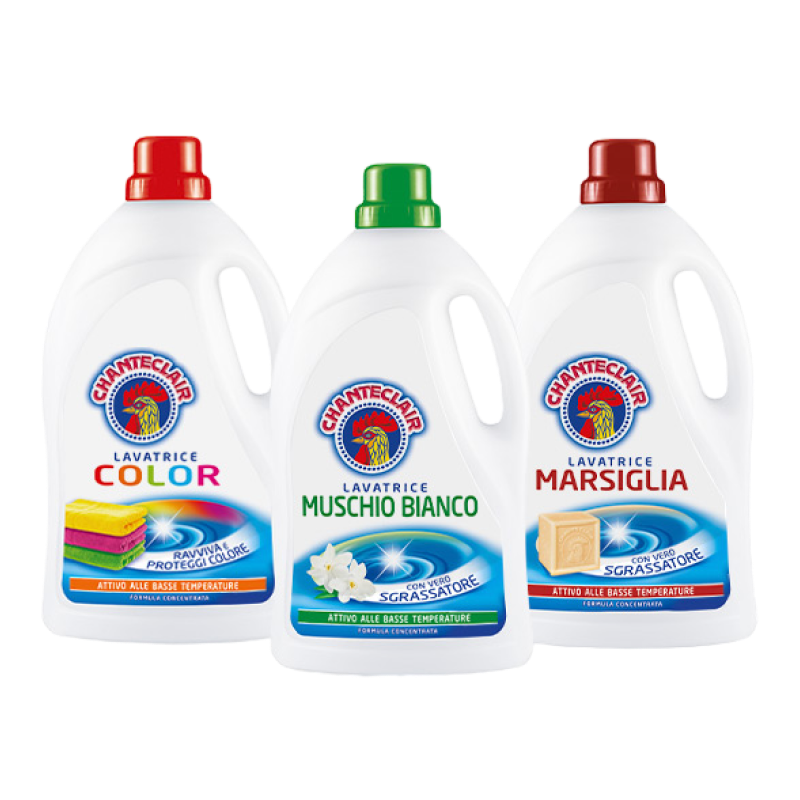 CHANTECLAIR
LAVATRICE
COLOR
RAVVIVA E
PROTEGGI COLORE
ATTIVO ALLE BASSE TEMPERATURE
FORMULA CONCENTRATA
CHANTECLAIR
LAVATRICE
MUSCHIO BIANCO
CON VERO
SGRASSATORE
ATTIVO ALLE BASSE TEMPERATURE
FORMULA CONCENTRATA
CHANTECLAIR
LAVATRICE
MARSIGLIA
CON VERO
SGRASSATORE
ATTIVO ALLE BASSE TEMPERATURE
FORMULA CONCENTRATA